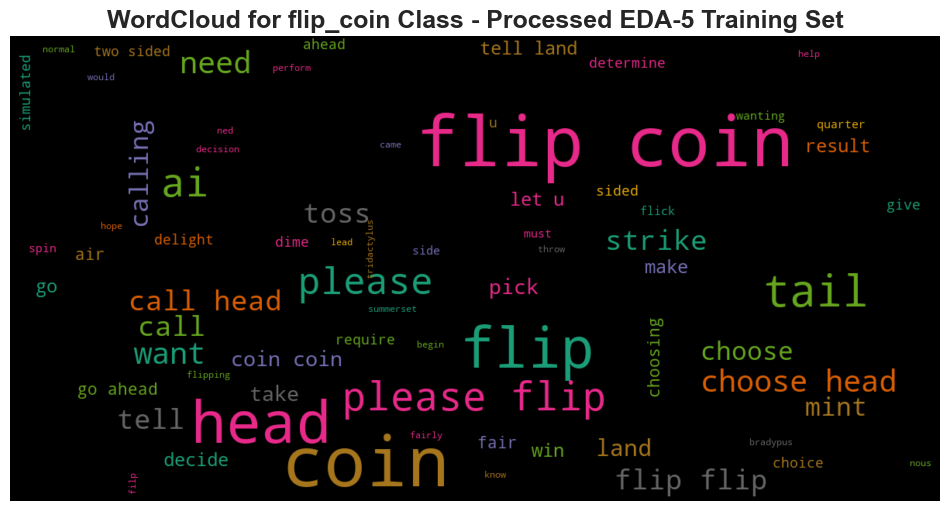 WordCloud for flip_coin Class - Processed EDA-5 Training Set
normal
two sided
ahead
tell land
help
need
determine
perform
would
simulated
flip coin
u
wanting
quarter
ned
calling
decision
came
result
ai
sided
let u
give
toss
flick
hope
tridactylus
delight
dime
lead
must
strike
spin
air
side
throw
make
go
please
pick
tail
call head
summerset
call
require
begin
flip
choosing
want
coin coin
choose
flipping
go ahead
take
please flip
choose head
mint
tell
head
coin
fairly
fair
win
land
bradypus
decide
choice
nous
filp
know
flip flip